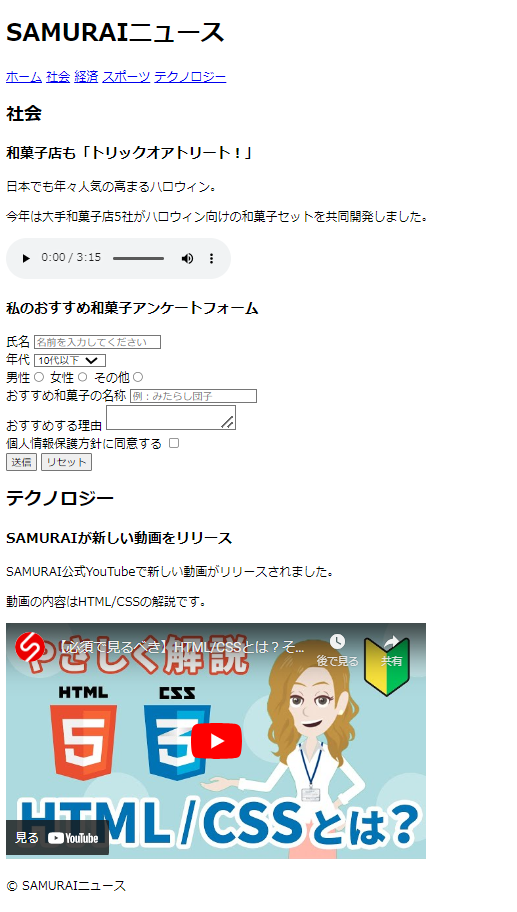 SAMURAIニュース
ホーム 社会 経済 スポーツ テクノロジー
社会
和菓子店も「トリックオアトリート！」
日本でも年々人気の高まるハロウィン。
今年は大手和菓子店5社がハロウィン向けの和菓子セットを共同開発しました。
0:00 / 3:15
私のおすすめ和菓子アンケートフォーム
氏名 名前を入力してください
年代 10代以下
男性 女性 その他
おすすめ和菓子の名称 例：みたらし団子
おすすめする理由
個人情報保護方針に同意する
送信 リセット
テクノロジー
SAMURAIが新しい動画をリリース
SAMURAI公式YouTubeで新しい動画がリリースされました。
動画の内容はHTML/CSSの解説です。
【必須で見るべき】HTML/CSSとは？そ...
後で見る 共有
やさしく解説
HTML CSS
5 3
HTML/CSSとは？
見る YouTube
© SAMURAIニュース